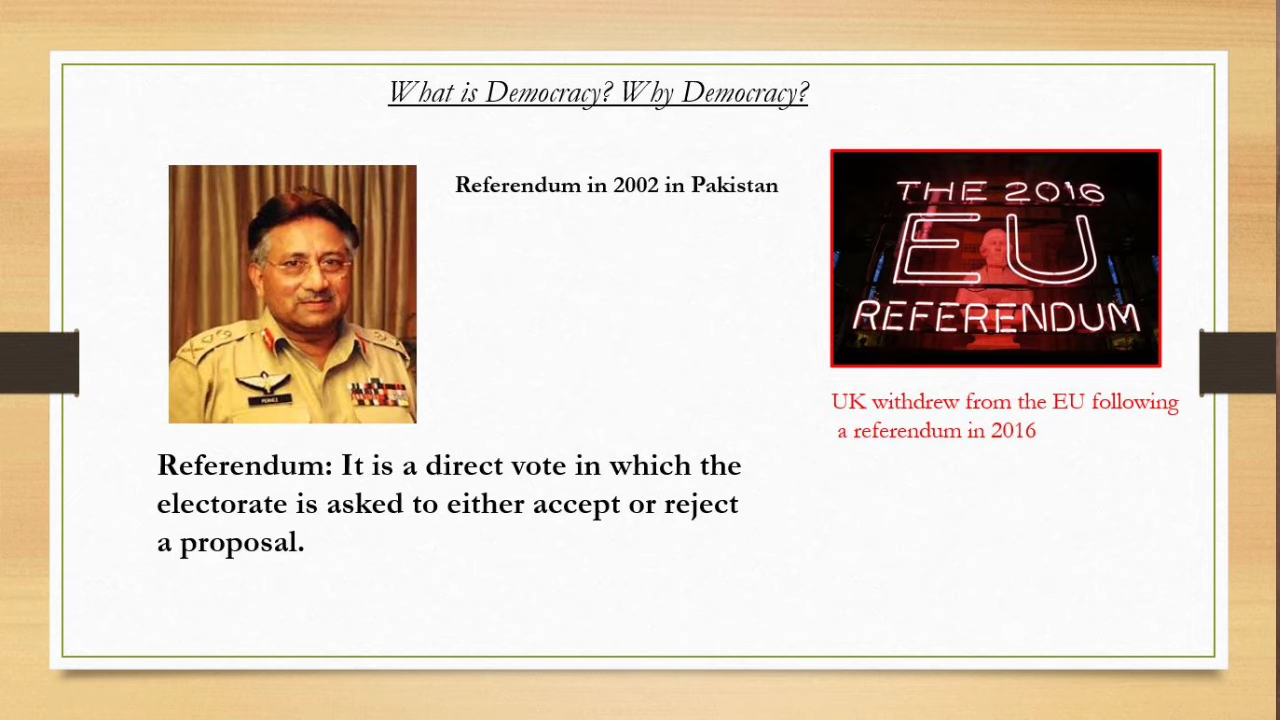 What is Democracy? Why Democracy?
Referendum in 2002 in Pakistan
THE 2016
EU
REFERENDUM
UK withdrew from the EU following
a referendum in 2016
Referendum: It is a direct vote in which the
electorate is asked to either accept or reject
a proposal.